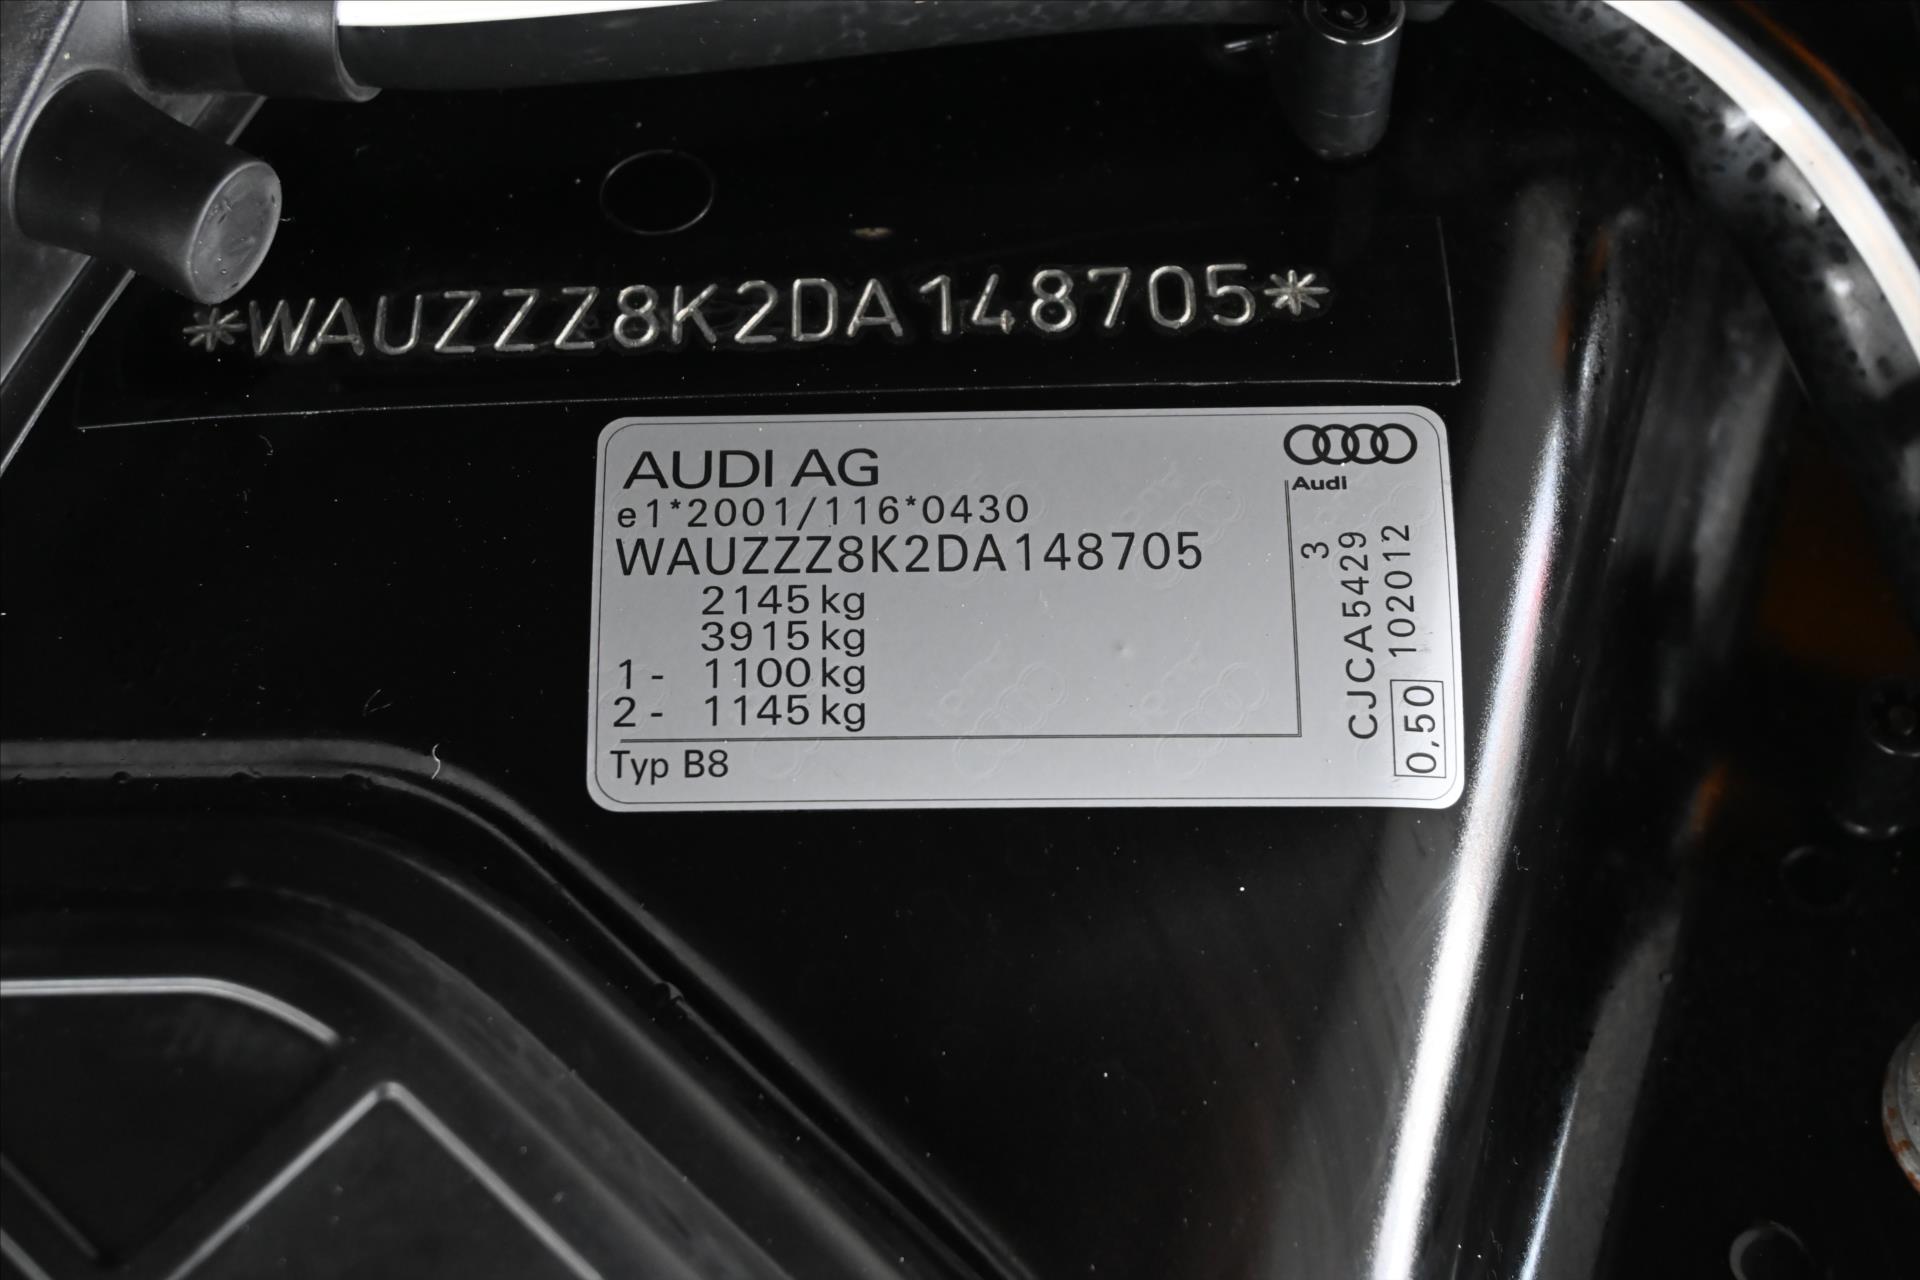 *WAUZZZ8K2DA148705*
AUDI AG
Audi
e1*2001/116*0430
WAUZZZ8K2DA148705
2145 kg
3915 kg
1 - 1100 kg
2 - 1145 kg
Typ B8
3
CJCA5429
0,50 102012